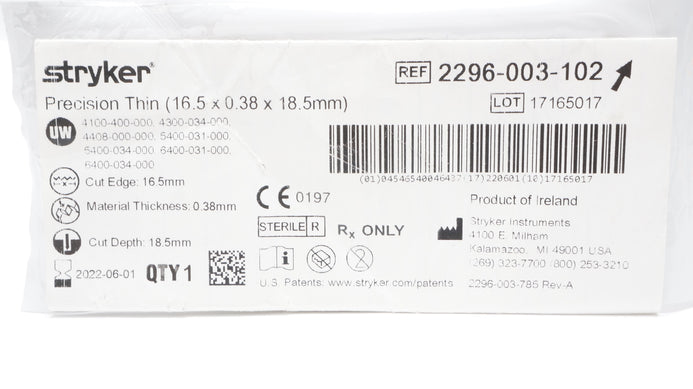 stryker®
REF 2296-003-102
Precision Thin (16.5 x 0.38 x 18.5mm)
LOT 17165017
UW
4100-400-000, 4300-034-000,
4408-000-000, 5400-031-000,
5400-034-000, 6400-031-000,
6400-034-000
(01)04546540046437(17)220601(10)17165017
Cut Edge: 16.5mm
Material Thickness: 0.38mm
Cut Depth: 18.5mm
2022-06-01 QTY 1
CE 0197
STERILE R
Rx ONLY
U.S. Patents: www.stryker.com/patents
Product of Ireland
Stryker Instruments
4100 E. Milham
Kalamazoo, MI 49001 USA
(269) 323-7700 (800) 253-3210
2296-003-785 Rev-A